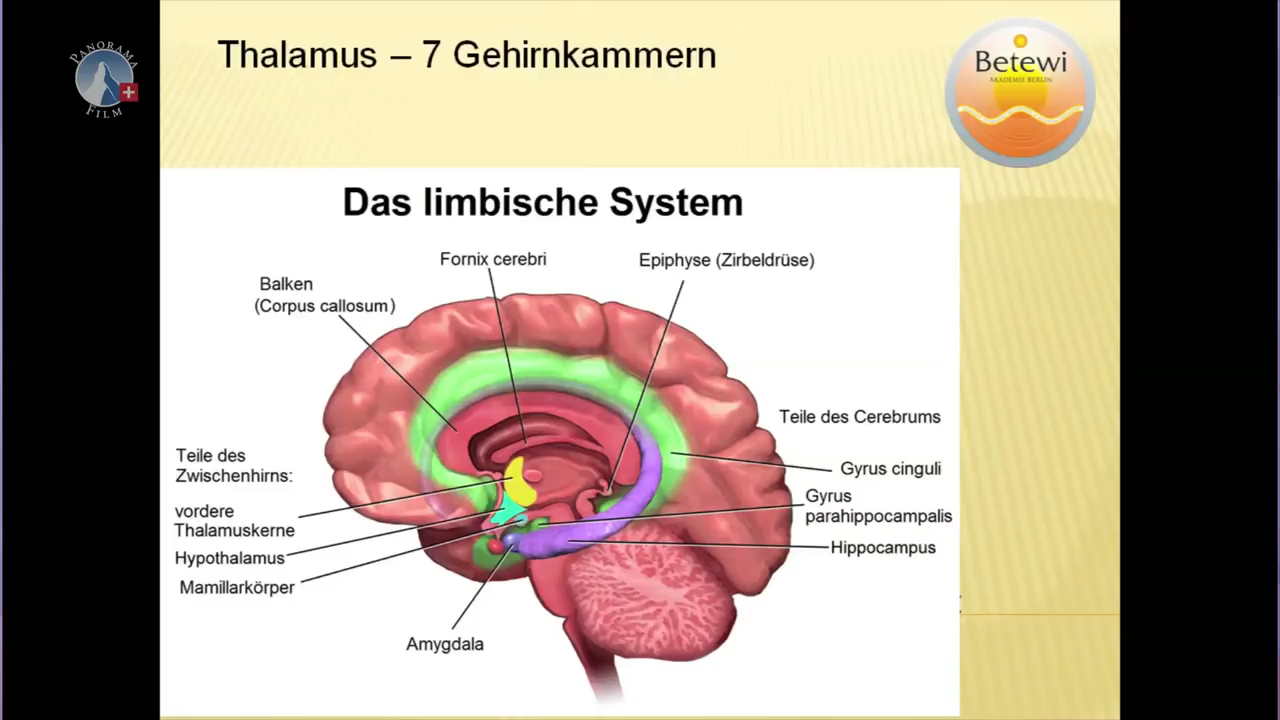 PANORAMA
FILM
Thalamus – 7 Gehirnkammern
Betewi
AKADEMIE BERLIN
Das limbische System
Fornix cerebri
Epiphyse (Zirbeldrüse)
Balken
(Corpus callosum)
Teile des Cerebrums
Teile des
Zwischenhirns:
Gyrus cinguli
vordere
Thalamuskerne
Gyrus
parahippocampalis
Hypothalamus
Hippocampus
Mamillarkörper
Amygdala